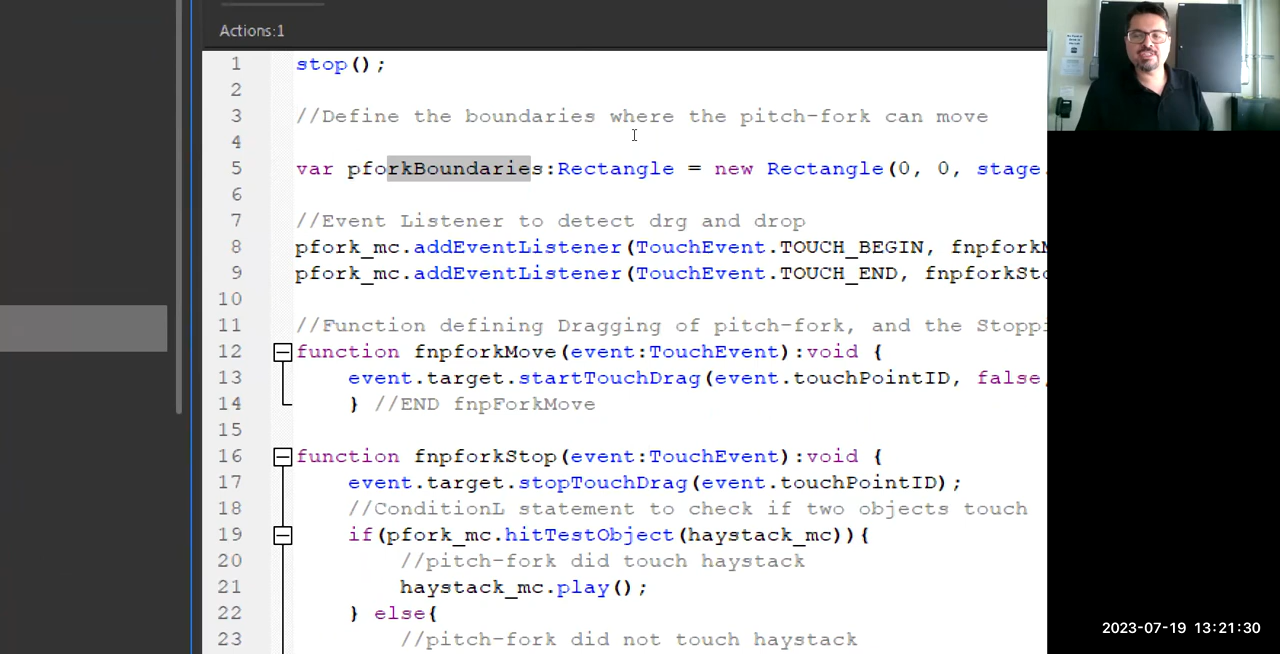 Actions:1
1 stop();
2
3 //Define the boundaries where the pitch-fork can move
4
5 var pforkBoundaries:Rectangle = new Rectangle(0, 0, stage.
6
7 //Event Listener to detect drg and drop
8 pfork_mc.addEventListener(TouchEvent.TOUCH_BEGIN, fnpforkM
9 pfork_mc.addEventListener(TouchEvent.TOUCH_END, fnpforkSto
10
11 //Function defining Dragging of pitch-fork, and the Stoppi
12 function fnpforkMove(event:TouchEvent):void {
13 event.target.startTouchDrag(event.touchPointID, false,
14 } //END fnpForkMove
15
16 function fnpforkStop(event:TouchEvent):void {
17 event.target.stopTouchDrag(event.touchPointID);
18 //ConditionL statement to check if two objects touch
19 if(pfork_mc.hitTestObject(haystack_mc)){
20 //pitch-fork did touch haystack
21 haystack_mc.play();
22 } else{
23 //pitch-fork did not touch haystack
2023-07-19 13:21:30